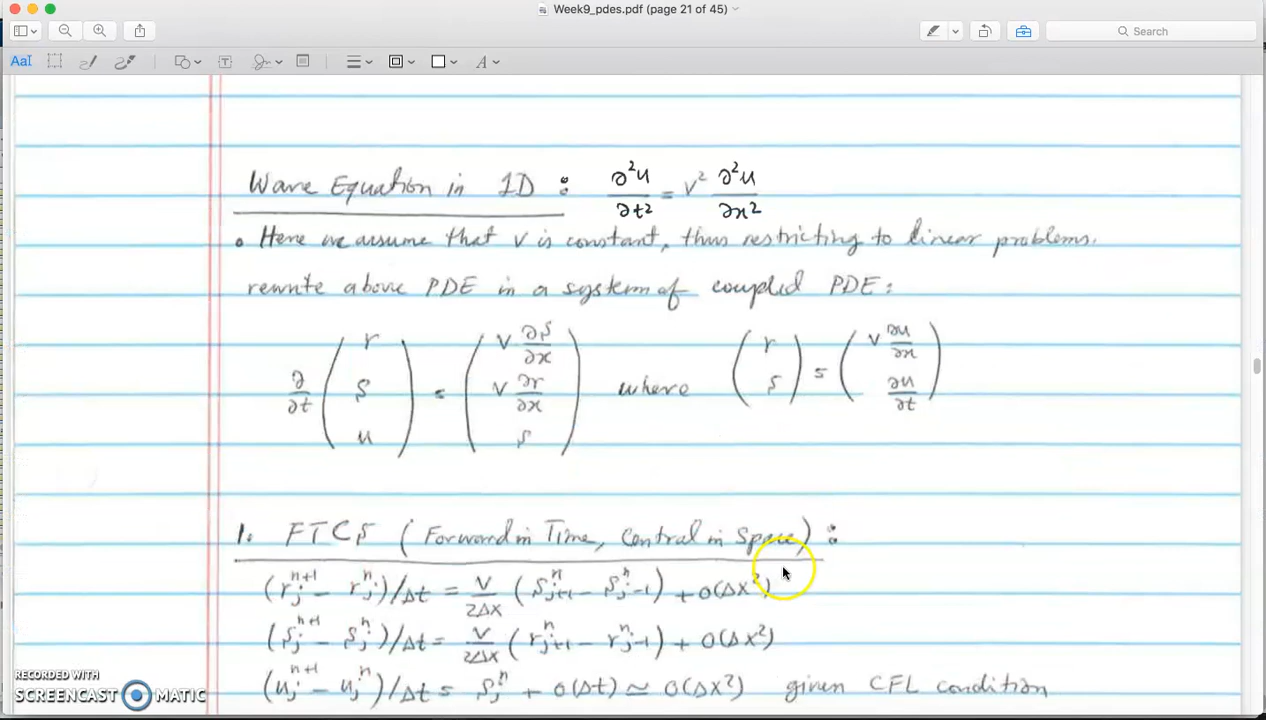 Week9_pdes.pdf (page 21 of 45)
Search
AaI
T
A
Wave Equation in 1D : ∂²u/∂t² = v² ∂²u/∂x²
• Here we assume that v is constant, thus restricting to linear problems.
rewrite above PDE in a system of coupled PDE:
∂/∂t (r, s, u) = (v ∂s/∂x, v ∂r/∂x, s) where (r, s) = (v ∂u/∂x, ∂u/∂t)
1. FTCS (Forward in Time, Central in Space) :
(r_j^{n+1} - r_j^n)/Δt = v/2Δx (s_{j+1}^n - s_{j-1}^n) + O(Δx²)
(s_j^{n+1} - s_j^n)/Δt = v/2Δx (r_{j+1}^n - r_{j-1}^n) + O(Δx²)
(u_j^{n+1} - u_j^n)/Δt = s_j^n + O(Δt) ≃ O(Δx²) given CFL condition
RECORDED WITH
SCREENCAST MATIC